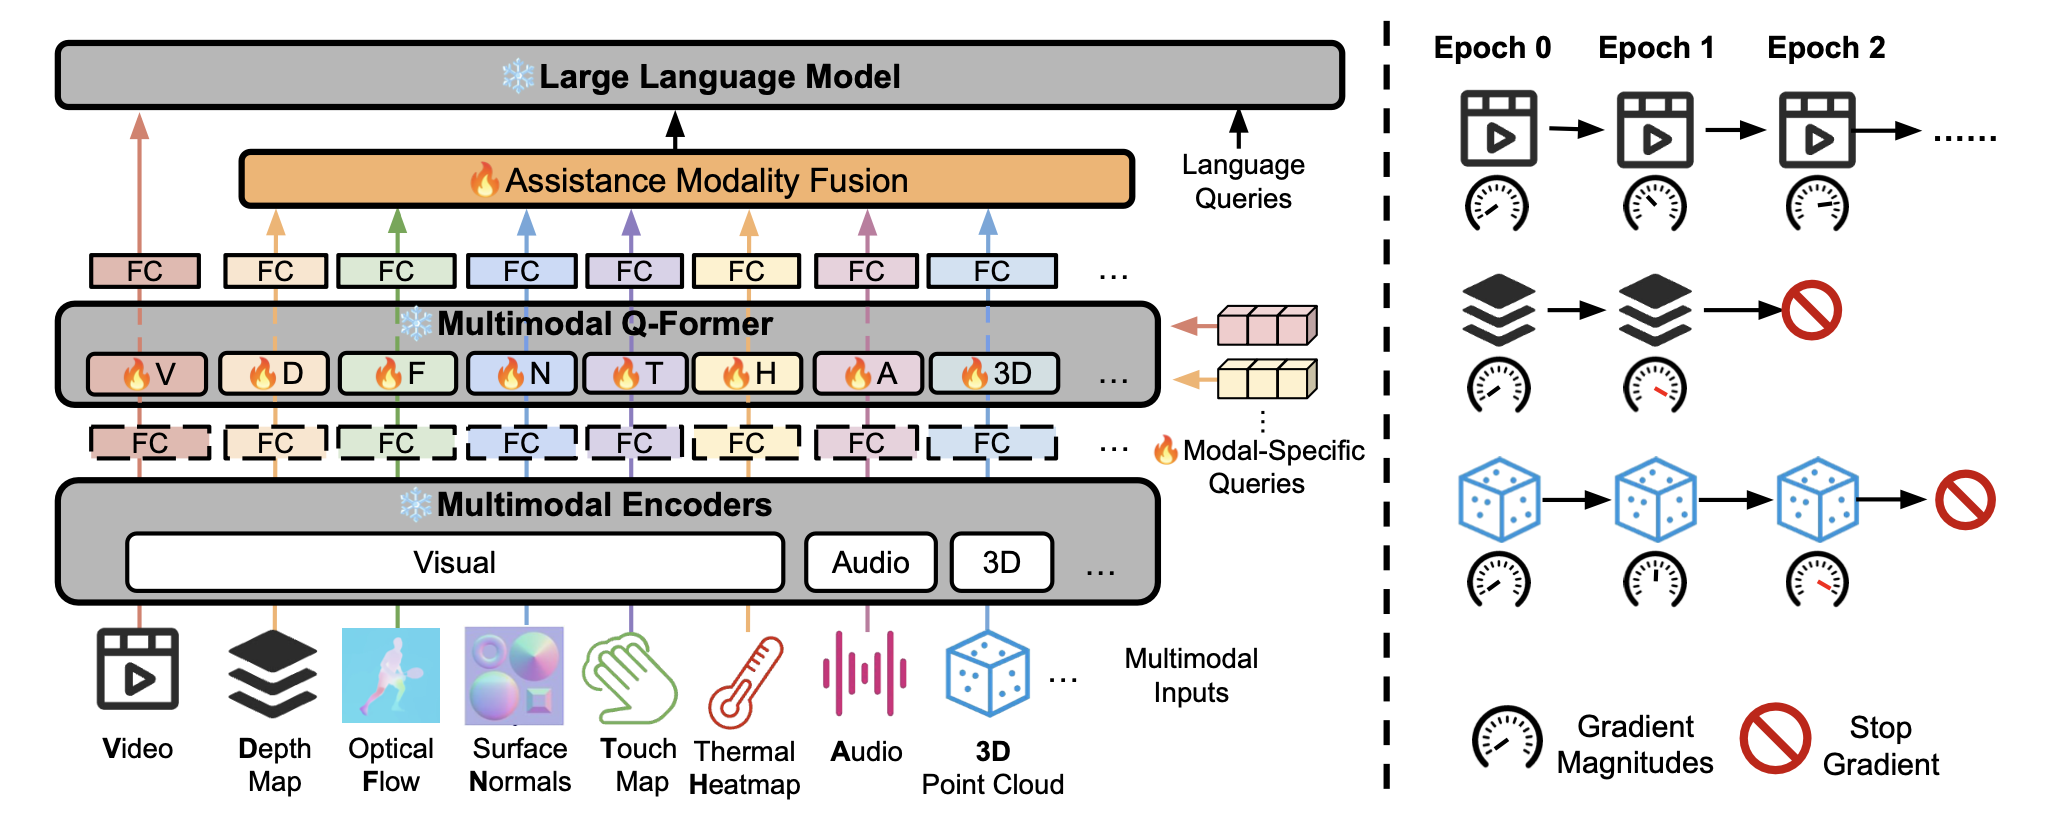 Large Language Model
Assistance Modality Fusion
Language
Queries
FC FC FC FC FC FC FC FC ...
Multimodal Q-Former
V D F N T H A 3D ...
FC FC FC FC FC FC FC FC ...
Modal-Specific
Queries
Multimodal Encoders
Visual Audio 3D ...
...
Multimodal
Inputs
Video
Depth
Map
Optical
Flow
Surface
Normals
Touch
Map
Thermal
Heatmap
Audio
3D
Point Cloud
Epoch 0 Epoch 1 Epoch 2
......
Gradient
Magnitudes
Stop
Gradient